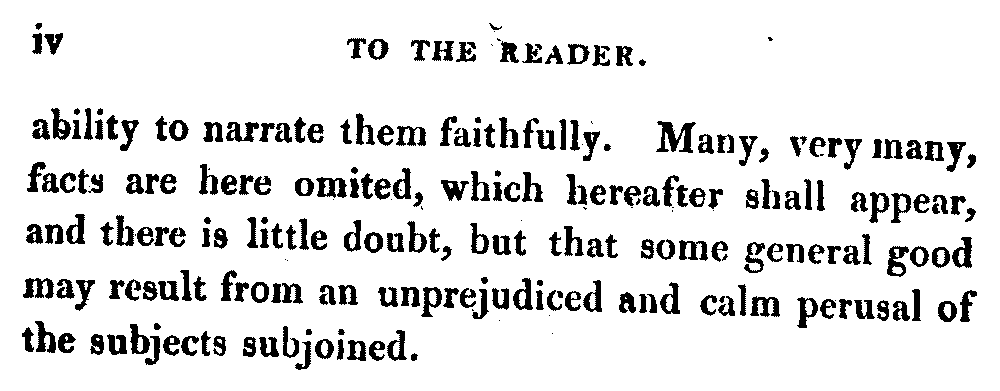 iv TO THE READER.
ability to narrate them faithfully. Many, very many,
facts are here omited, which hereafter shall appear,
and there is little doubt, but that some general good
may result from an unprejudiced and calm perusal of
the subjects subjoined.